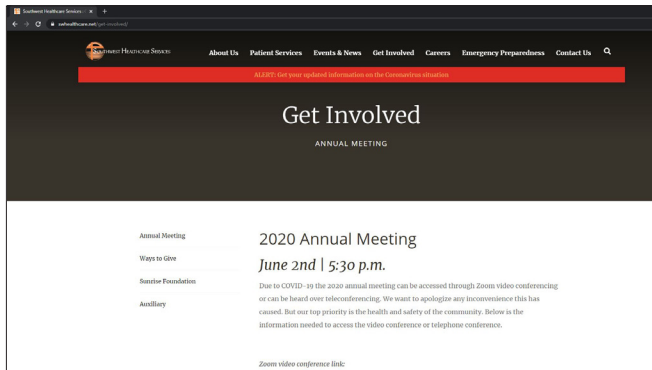 Southwest Healthcare Services
swhealthcare.net/get-involved/
SOUTHWEST HEALTHCARE SERVICES
About Us Patient Services Events & News Get Involved Careers Emergency Preparedness Contact Us
ALERT: Get your updated information on the Coronavirus situation
Get Involved
ANNUAL MEETING
Annual Meeting
Ways to Give
Sunrise Foundation
Auxiliary
2020 Annual Meeting
June 2nd | 5:30 p.m.
Due to COVID-19 the 2020 annual meeting can be accessed through Zoom video conferencing
or can be heard over teleconferencing. We want to apologize any inconvenience this has
caused. But our top priority is the health and safety of the community. Below is the
information needed to access the video conference or telephone conference.
Zoom video conference link: